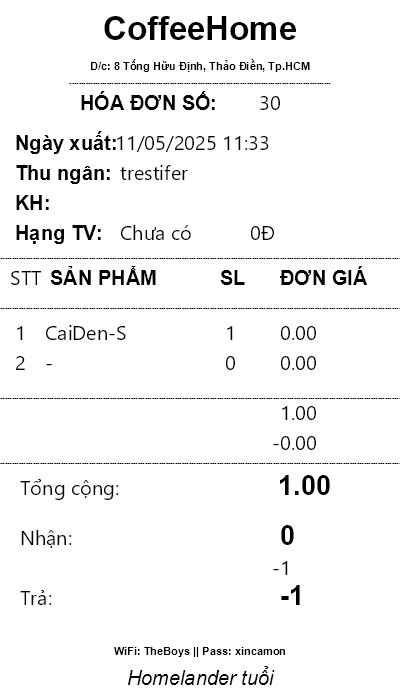 CoffeeHome
D/c: 8 Tống Hữu Định, Thảo Điền, Tp.HCM
HÓA ĐƠN SỐ: 30
Ngày xuất:11/05/2025 11:33
Thu ngân: trestifer
KH:
Hạng TV: Chưa có 0Đ
STT SẢN PHẨM SL ĐƠN GIÁ
1 CaiDen-S 1 0.00
2 - 0 0.00
1.00
-0.00
Tổng cộng: 1.00
Nhận: 0
-1
Trả: -1
WiFi: TheBoys || Pass: xincamon
Homelander tuổi